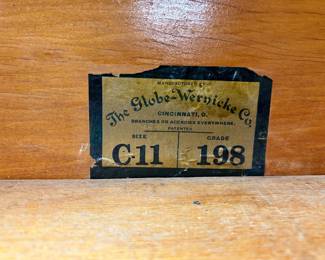 MANUFACTURED BY
The Globe-Wernicke Co.
CINCINNATI, O.
BRANCHES OR AGENCIES EVERYWHERE.
PATENTED
SIZE GRADE
C-11 198